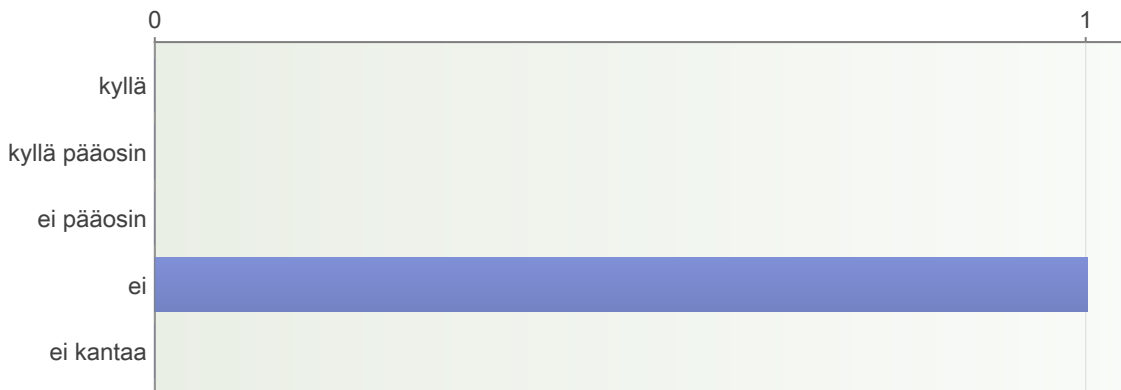 0 1
kyllä
kyllä pääosin
ei pääosin
ei
ei kantaa